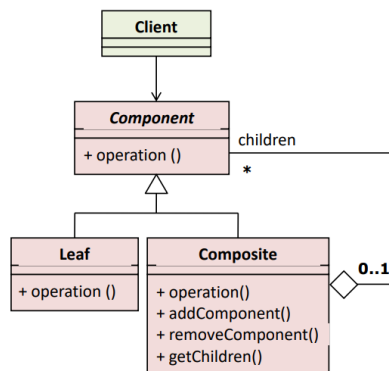 Client
Component
+ operation ()
children
*
Leaf
+ operation ()
Composite
+ operation()
+ addComponent()
+ removeComponent()
+ getChildren()
0..1